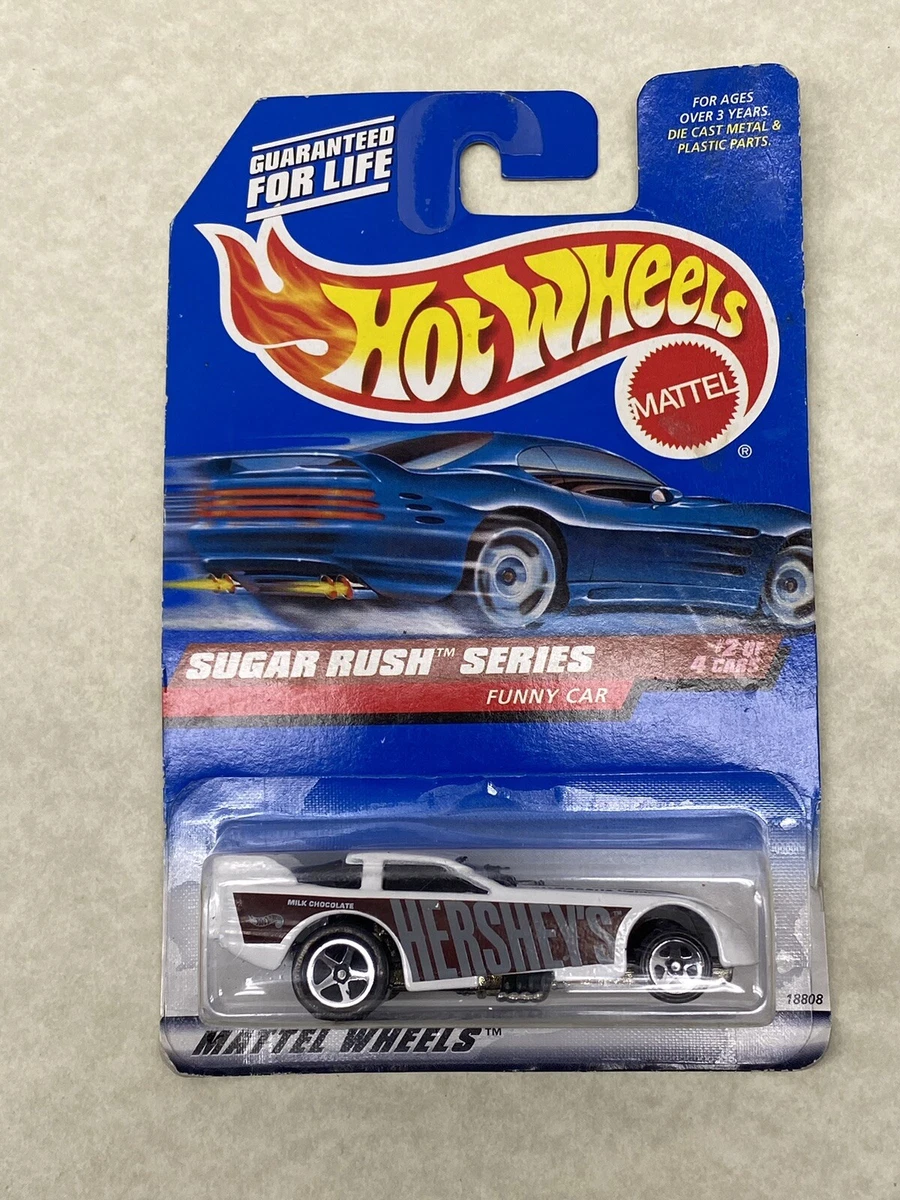 GUARANTEED
FOR LIFE
FOR AGES
OVER 3 YEARS.
DIE CAST METAL &
PLASTIC PARTS.
HOT WHEELS
MATTEL
®
SUGAR RUSH™ SERIES
FUNNY CAR
#2 OF
4 CARS
MILK CHOCOLATE
HERSHEY'S
18808
MATTEL WHEELS™